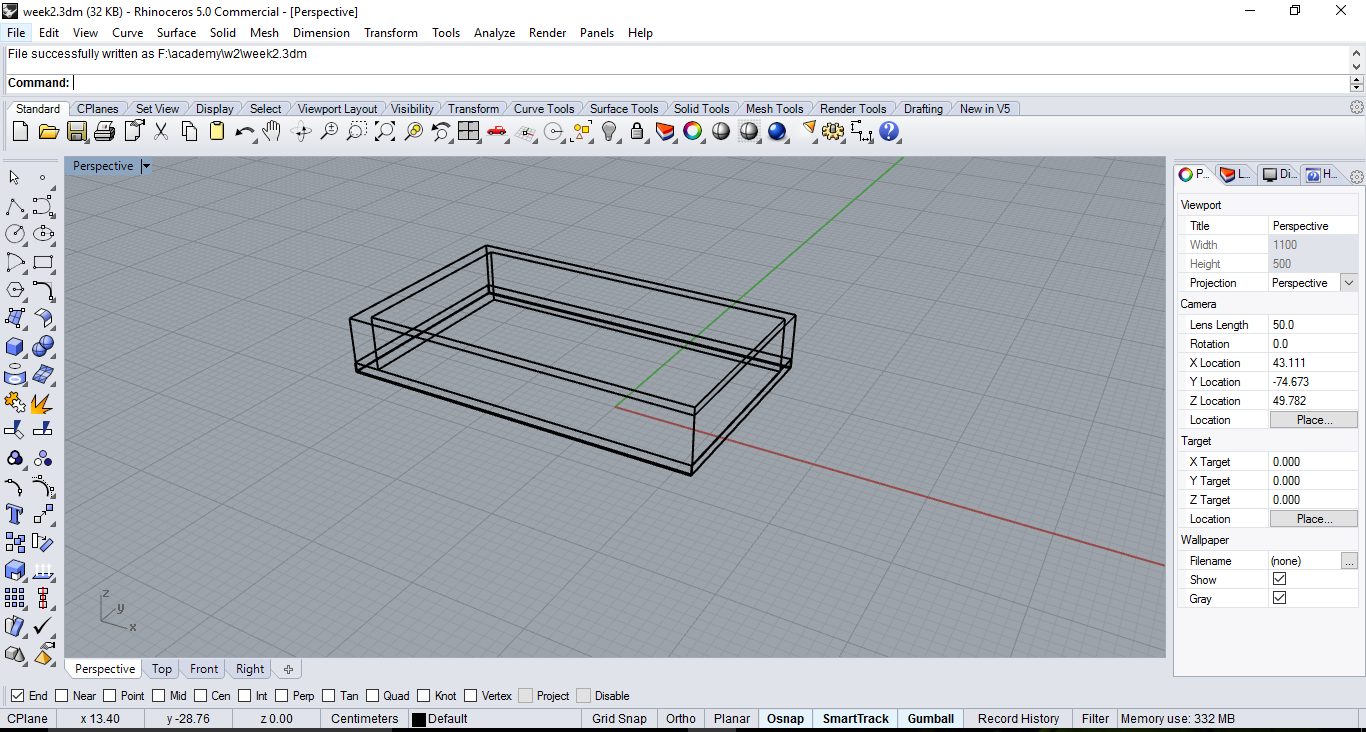 week2.3dm (32 KB) - Rhinoceros 5.0 Commercial - [Perspective]
File Edit View Curve Surface Solid Mesh Dimension Transform Tools Analyze Render Panels Help
File successfully written as F:\academy\w2\week2.3dm
Command:
Standard CPlanes Set View Display Select Viewport Layout Visibility Transform Curve Tools Surface Tools Solid Tools Mesh Tools Render Tools Drafting New in V5
Perspective
P... L... Di... H...
Viewport
Title Perspective
Width 1100
Height 500
Projection Perspective
Camera
Lens Length 50.0
Rotation 0.0
X Location 43.111
Y Location -74.673
Z Location 49.782
Location Place...
Target
X Target 0.000
Y Target 0.000
Z Target 0.000
Location Place...
Wallpaper
Filename (none) ...
Show
Gray
z
y
x
Perspective Top Front Right
End Near Point Mid Cen Int Perp Tan Quad Knot Vertex Project Disable
CPlane x 13.40 y -28.76 z 0.00 Centimeters Default Grid Snap Ortho Planar Osnap SmartTrack Gumball Record History Filter Memory use: 332 MB